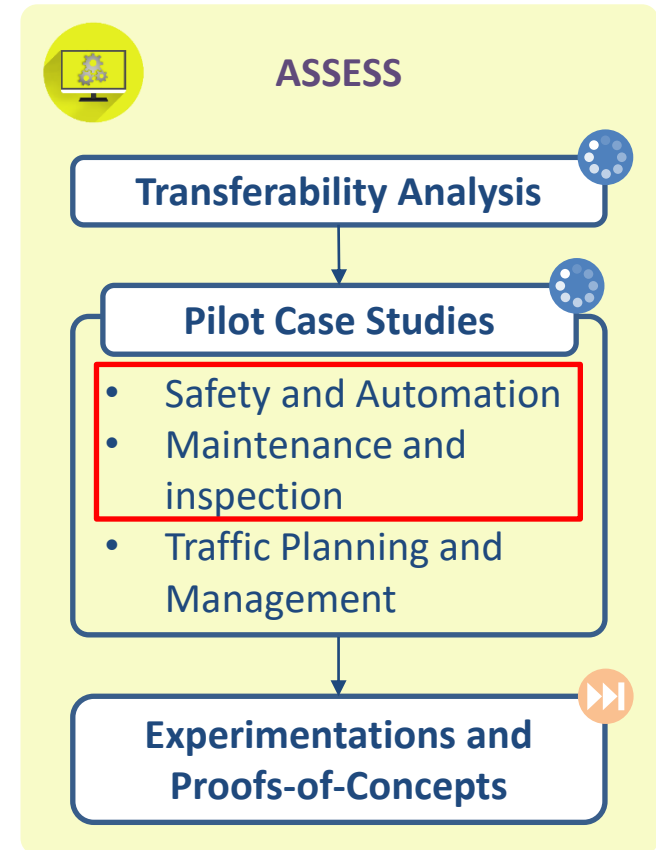 ASSESS
Transferability Analysis
Pilot Case Studies
• Safety and Automation
• Maintenance and
inspection
• Traffic Planning and
Management
Experimentations and
Proofs-of-Concepts